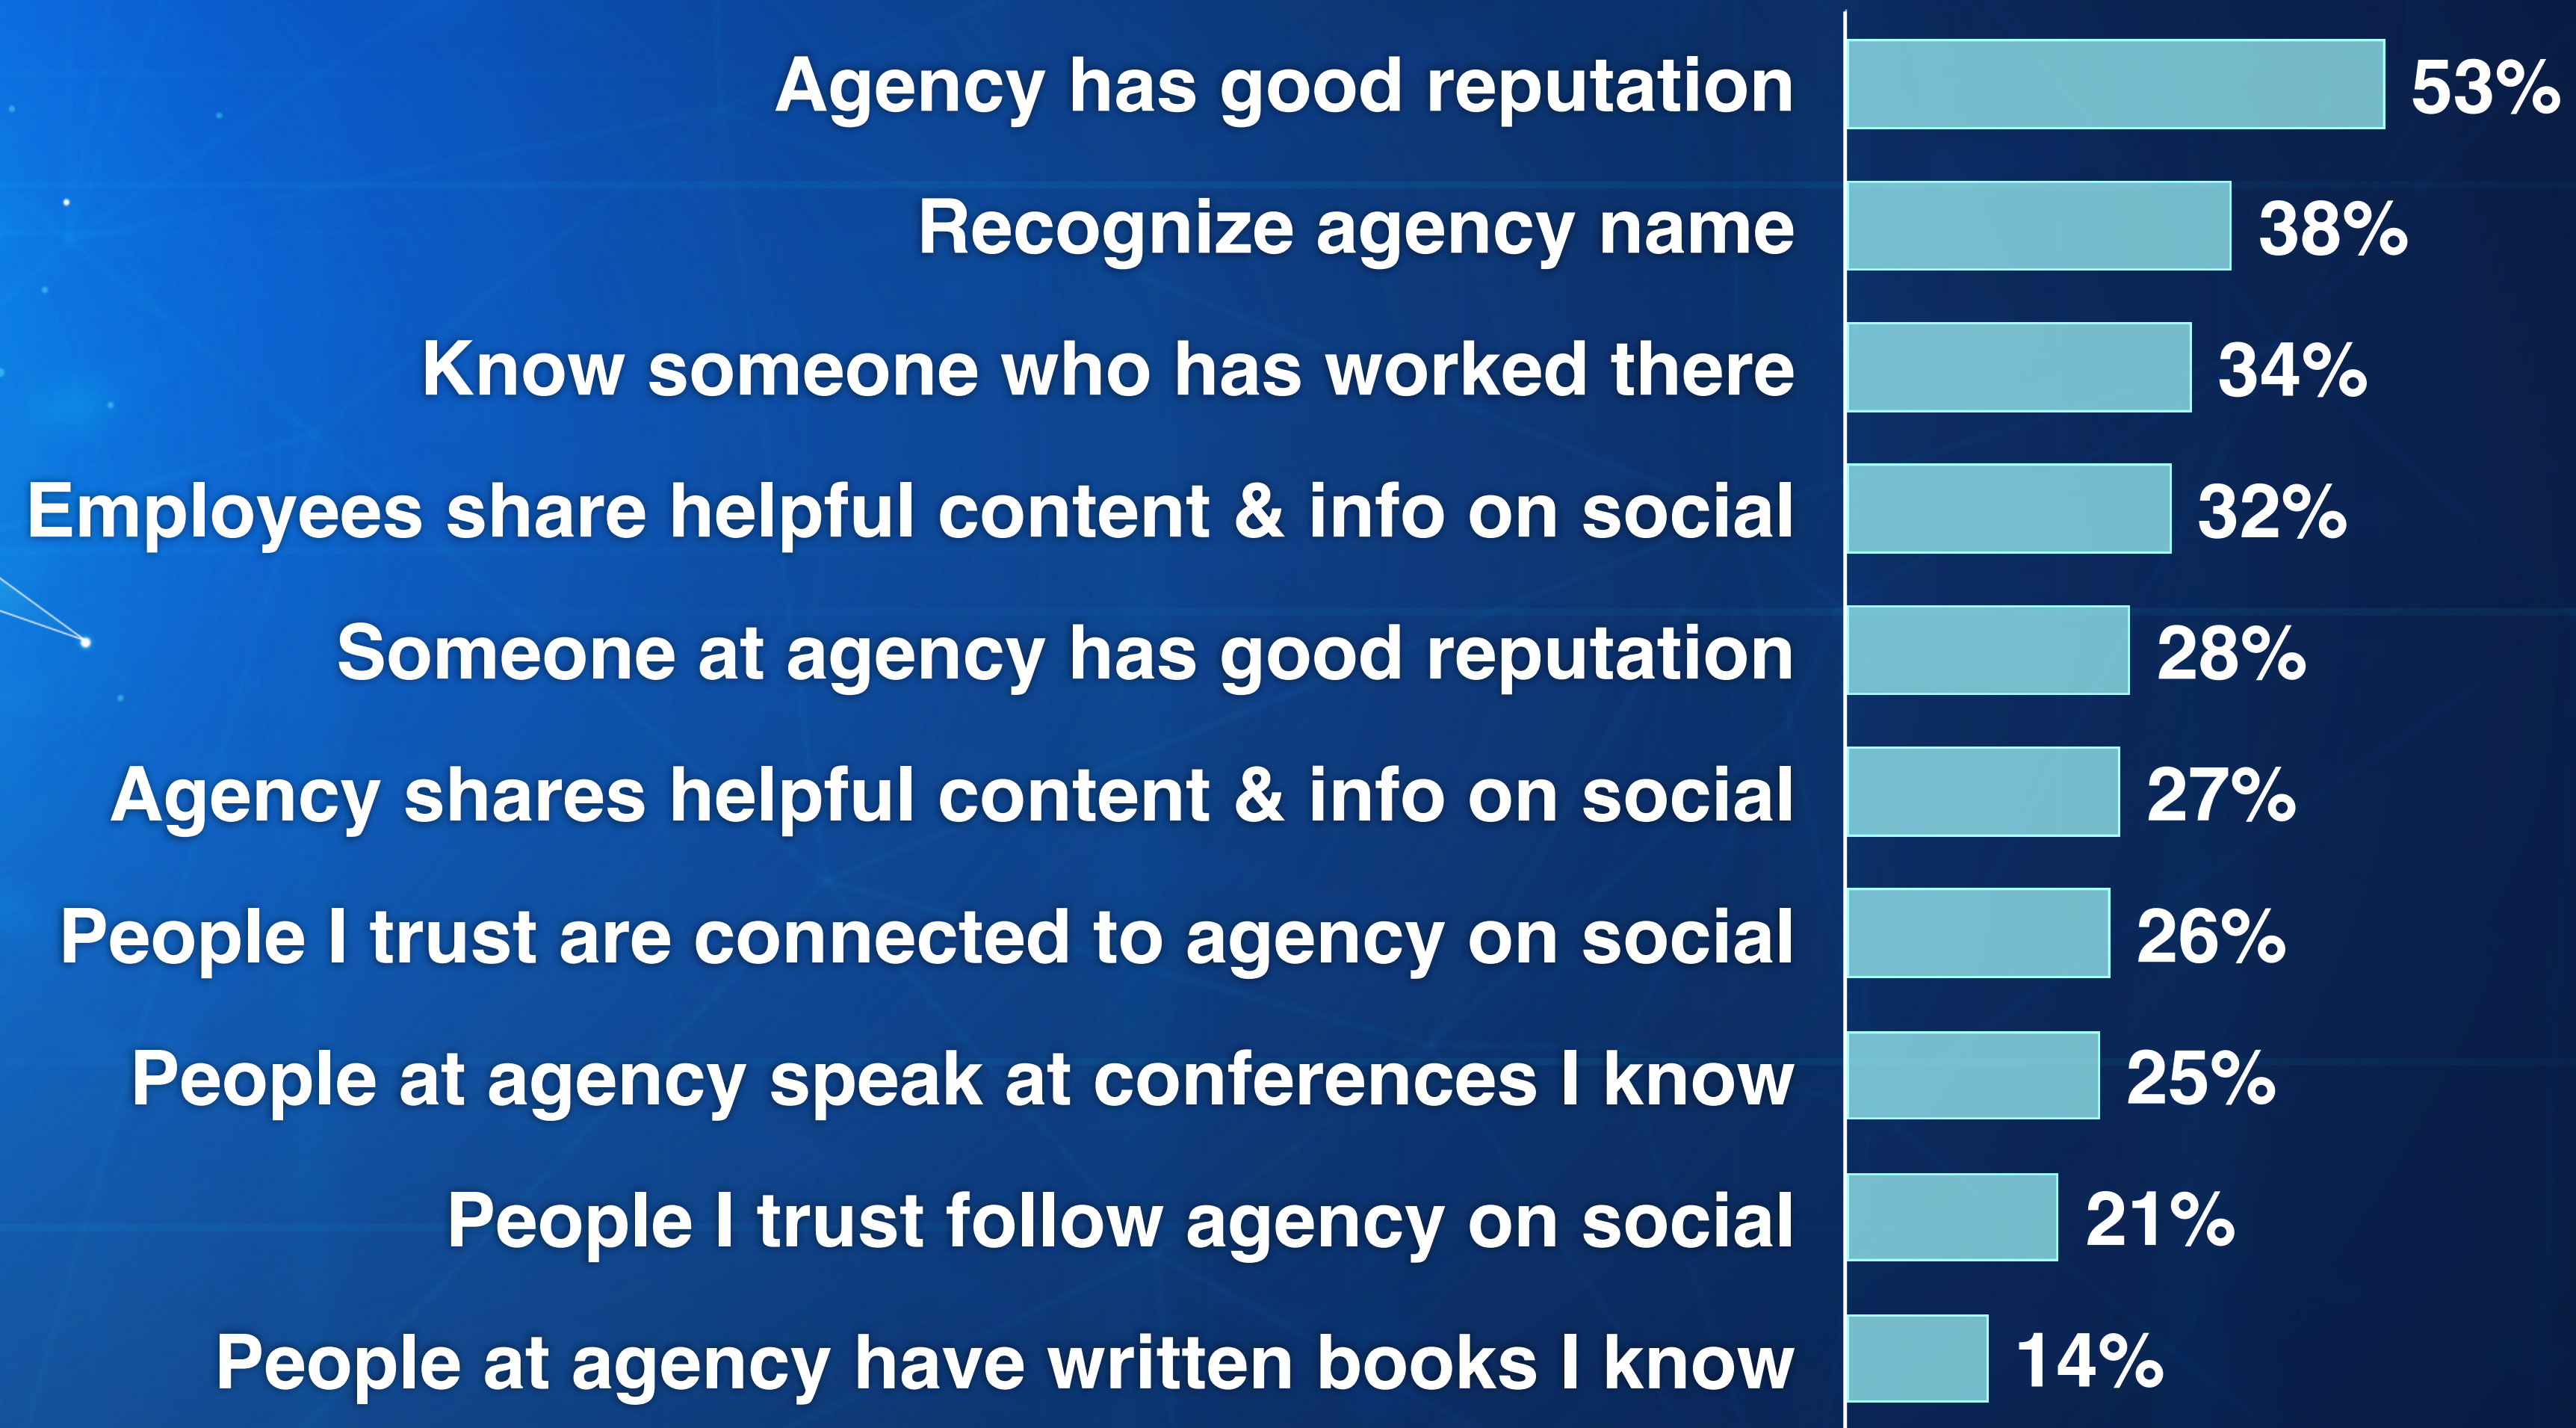 Agency has good reputation 53%
Recognize agency name 38%
Know someone who has worked there 34%
Employees share helpful content & info on social 32%
Someone at agency has good reputation 28%
Agency shares helpful content & info on social 27%
People I trust are connected to agency on social 26%
People at agency speak at conferences I know 25%
People I trust follow agency on social 21%
People at agency have written books I know 14%